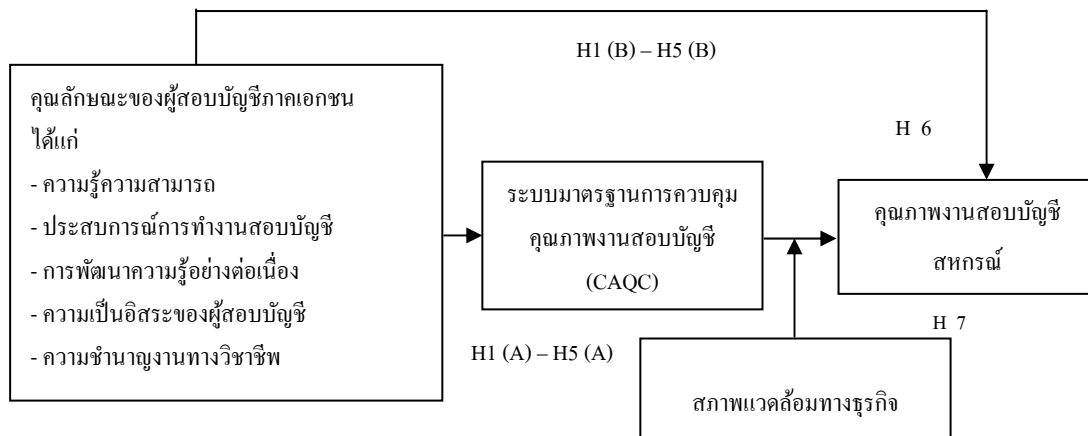 H1 (B) – H5 (B)
คุณลักษณะของผู้สอบบัญชีภาคเอกชน
ได้แก่
- ความรู้ความสามารถ
- ประสบการณ์การทำงานสอบบัญชี
- การพัฒนาความรู้อย่างต่อเนื่อง
- ความเป็นอิสระของผู้สอบบัญชี
- ความชำนาญงานทางวิชาชีพ
H1 (A) – H5 (A)
ระบบมาตรฐานการควบคุม
คุณภาพงานสอบบัญชี
(CAQC)
H 6
คุณภาพงานสอบบัญชี
สหกรณ์
H 7
สภาพแวดล้อมทางธุรกิจ